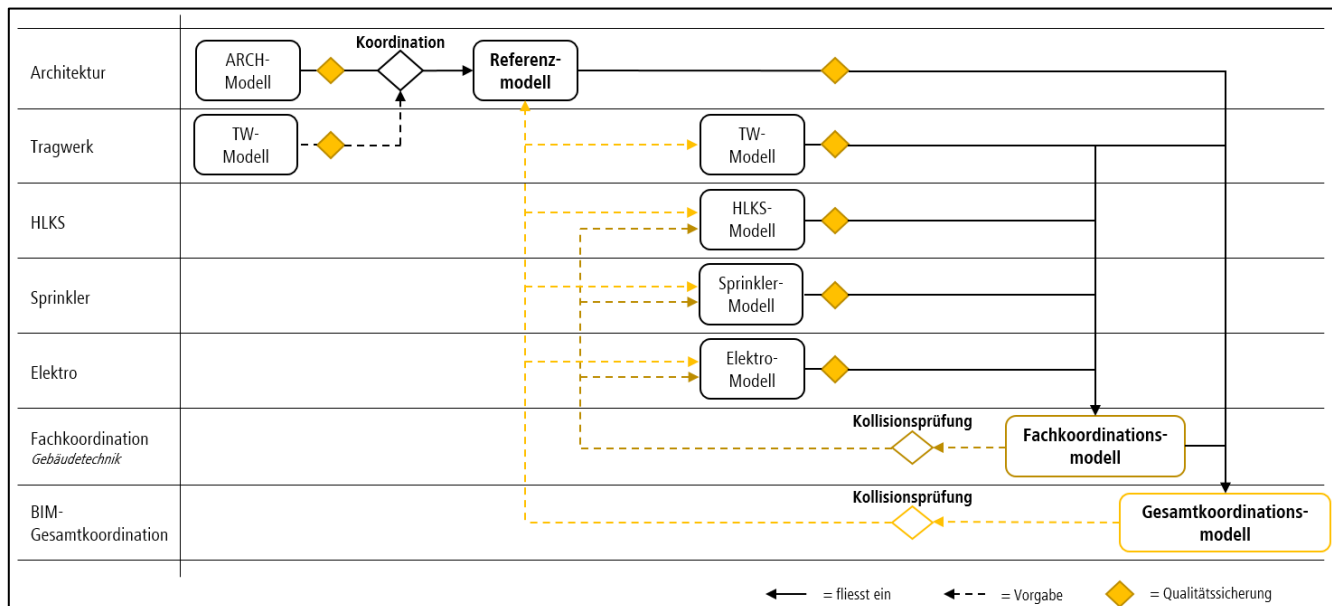 Architektur
ARCH-
Modell
Koordination
Referenz-
modell
Tragwerk
TW-
Modell
TW-
Modell
HLKS
HLKS-
Modell
Sprinkler
Sprinkler-
Modell
Elektro
Elektro-
Modell
Fachkoordination
Gebäudetechnik
Kollisionsprüfung
Fachkoordinations-
modell
BIM-
Gesamtkoordination
Kollisionsprüfung
Gesamtkoordinations-
modell
= fliesst ein
= Vorgabe
= Qualitätssicherung